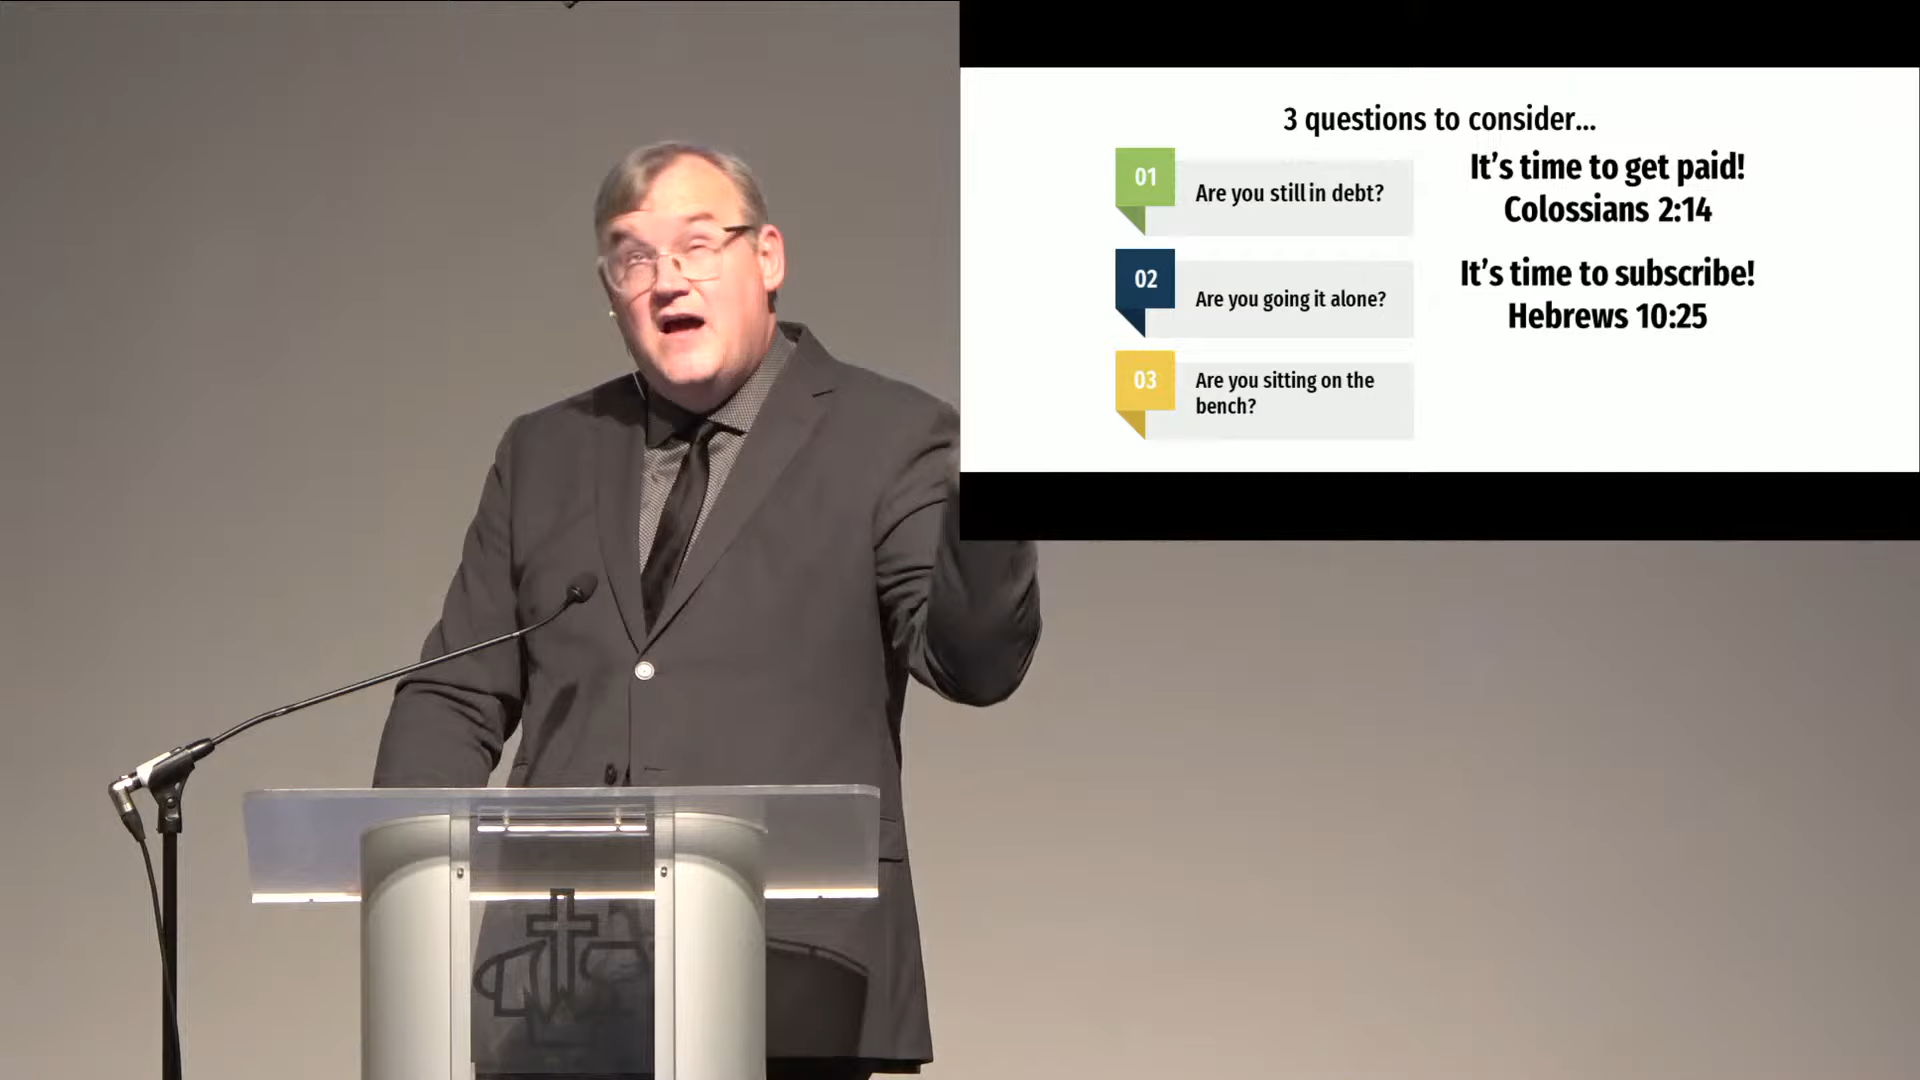 3 questions to consider...
01
Are you still in debt?
It's time to get paid!
Colossians 2:14
02
Are you going it alone?
It's time to subscribe!
Hebrews 10:25
03
Are you sitting on the
bench?